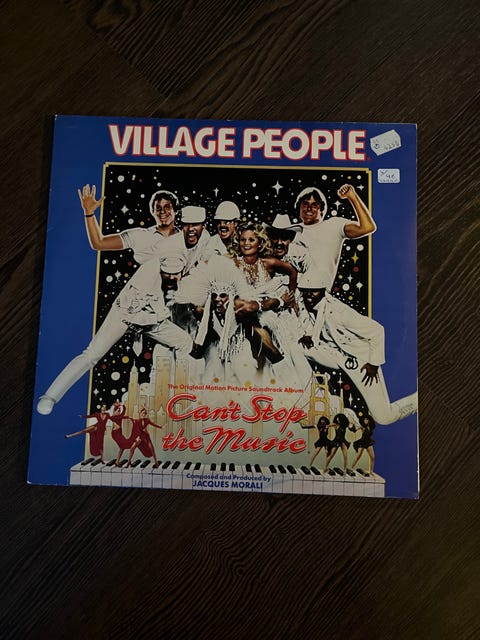 VILLAGE PEOPLE
The Original Motion Picture Soundtrack Album
Can't Stop
the Music
Composed and Produced by
JACQUES MORALI